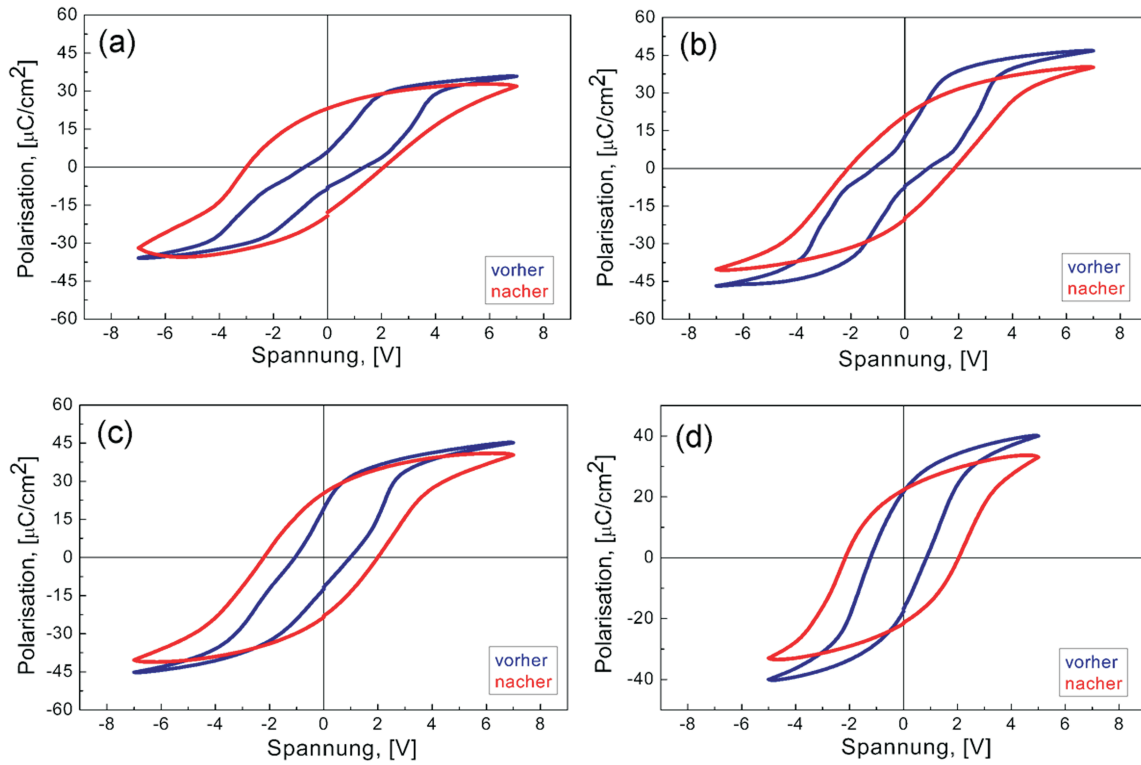 (a)
Polarisation, [µC/cm²]
60
45
30
15
0
-15
-30
-45
-60
vorher
nacher
-8 -6 -4 -2 0 2 4 6 8
Spannung, [V]
(b)
Polarisation, [µC/cm²]
60
45
30
15
0
-15
-30
-45
-60
vorher
nacher
-8 -6 -4 -2 0 2 4 6 8
Spannung, [V]
(c)
Polarisation, [µC/cm²]
60
45
30
15
0
-15
-30
-45
-60
vorher
nacher
-8 -6 -4 -2 0 2 4 6 8
Spannung, [V]
(d)
Polarisation, [µC/cm²]
40
20
0
-20
-40
vorher
nacher
-8 -6 -4 -2 0 2 4 6 8
Spannung, [V]